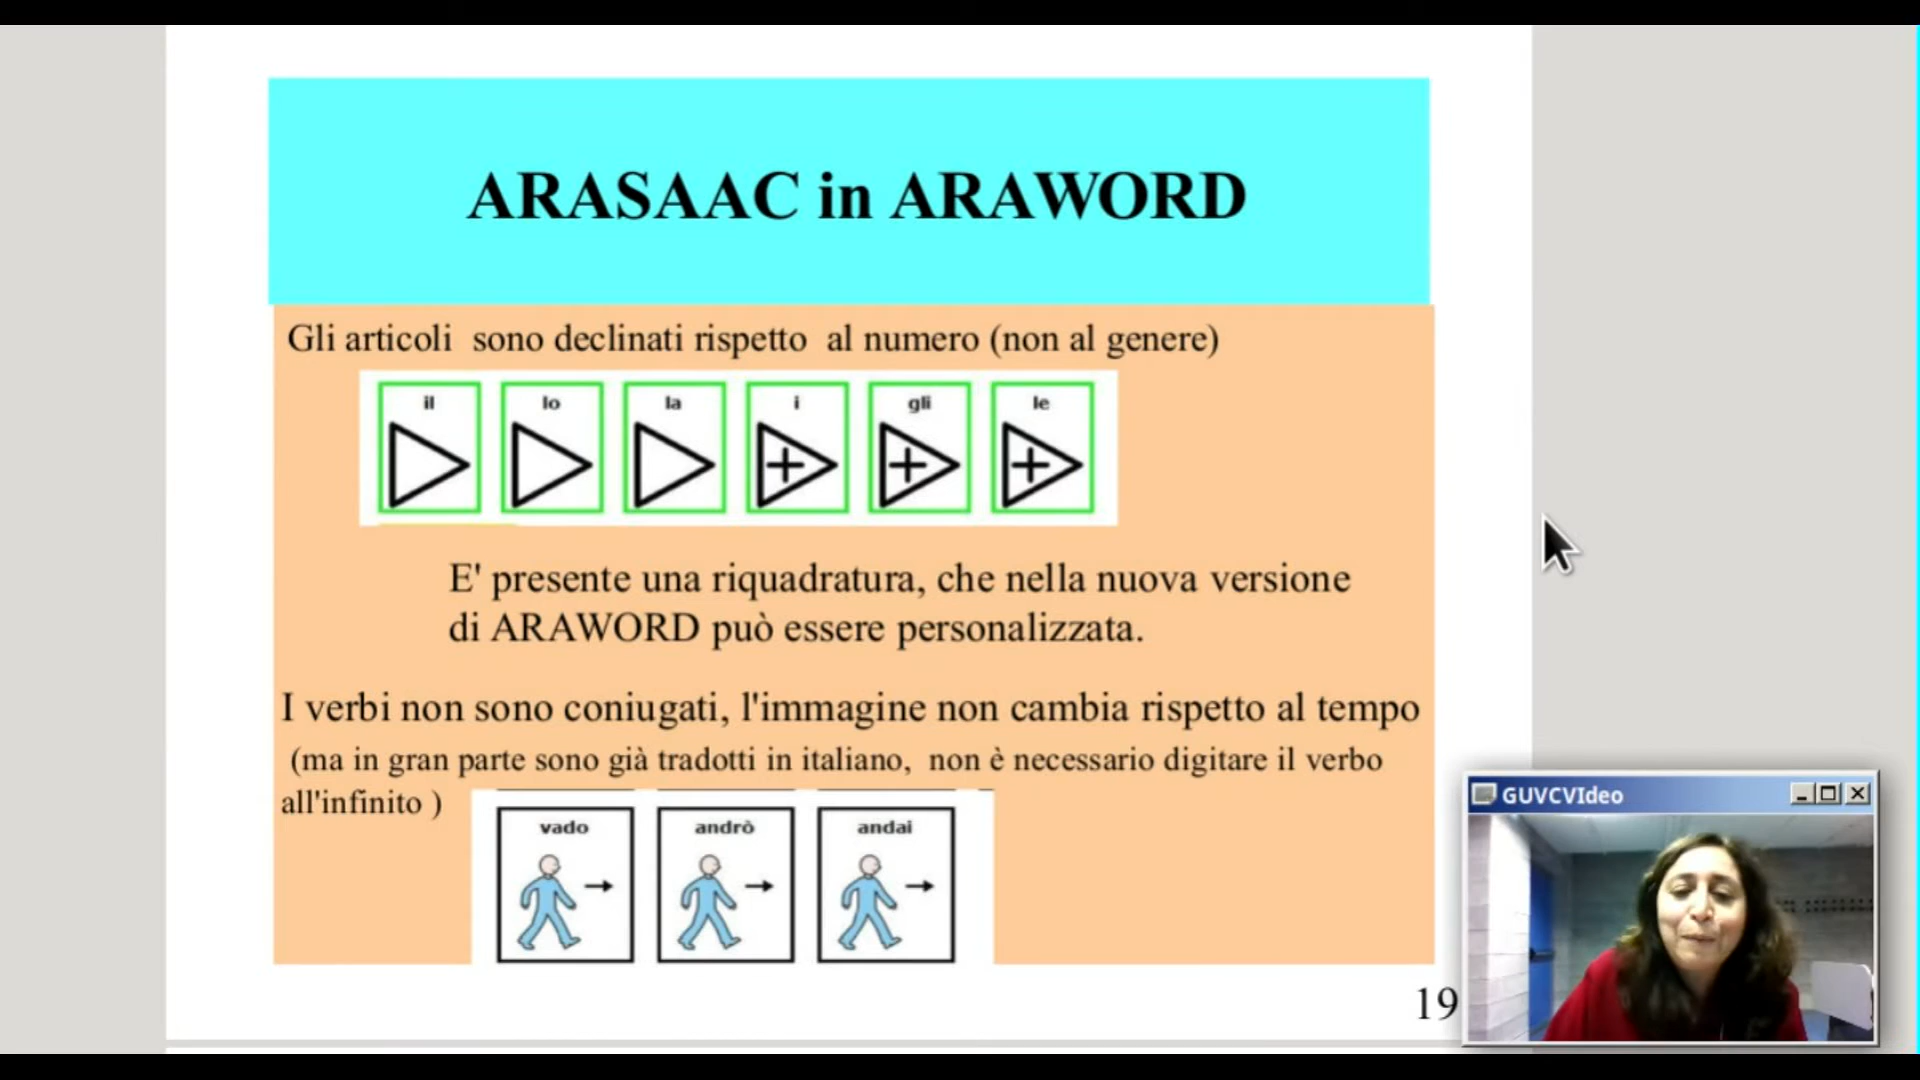 ARASAAC in ARAWORD
Gli articoli sono declinati rispetto al numero (non al genere)
il lo la i gli le
E' presente una riquadratura, che nella nuova versione
di ARAWORD può essere personalizzata.
I verbi non sono coniugati, l'immagine non cambia rispetto al tempo
(ma in gran parte sono già tradotti in italiano, non è necessario digitare il verbo
all'infinito )
vado andrò andai
19
GUVCVIdeo